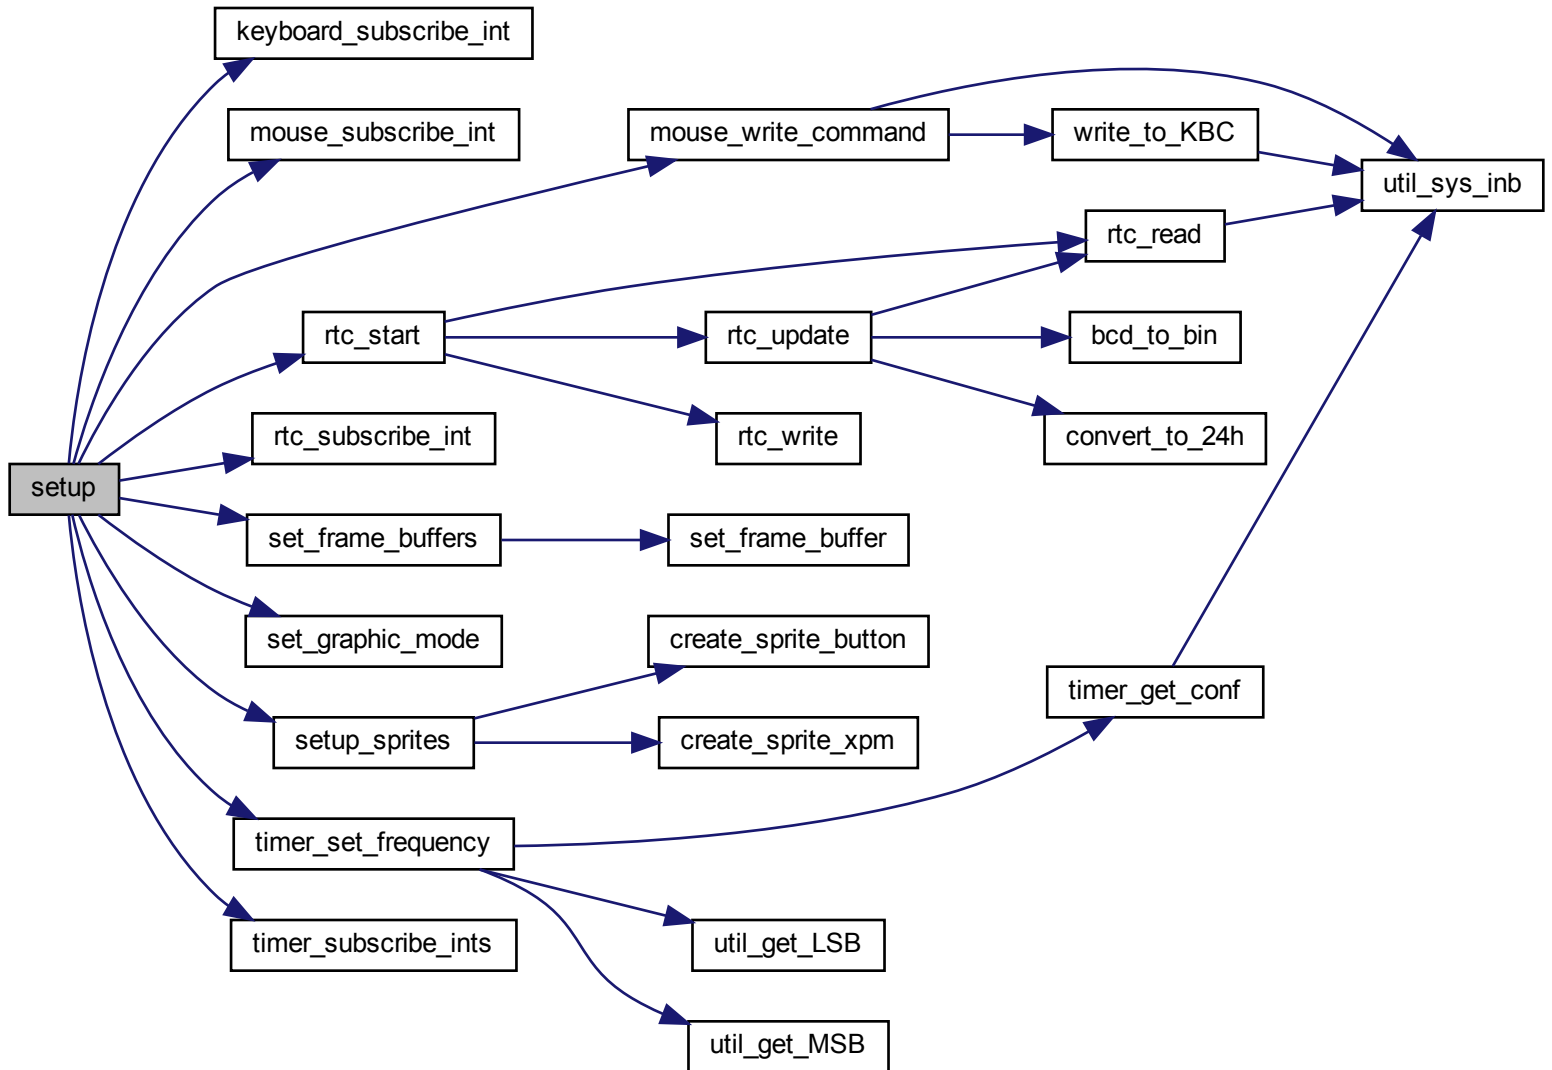 keyboard_subscribe_int
mouse_subscribe_int
mouse_write_command
write_to_KBC
util_sys_inb
rtc_read
rtc_start
rtc_update
bcd_to_bin
rtc_subscribe_int
rtc_write
convert_to_24h
setup
set_frame_buffers
set_frame_buffer
set_graphic_mode
create_sprite_button
timer_get_conf
setup_sprites
create_sprite_xpm
timer_set_frequency
timer_subscribe_ints
util_get_LSB
util_get_MSB